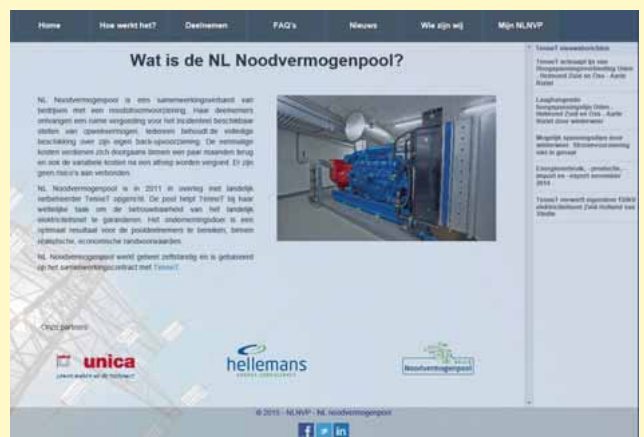 Home Hoe werkt het? Deelnemen FAQ's Nieuws Wie zijn wij Mijn NLNVP
Wat is de NL Noodvermogenpool?
NL Noodvermogenpool is een samenwerkingsverband van
bedrijven met een noodstroomvoorziening. Haar deelnemers
ontvangen een ruime vergoeding voor het incidenteel beschikbaar
stellen van opwekvermogen. Iedereen behoudt de volledige
beschikking over zijn eigen back-upvoorziening. De eenmalige
kosten verdienen zich doorgaans binnen een paar maanden terug
en ook de variabele kosten na een afroep worden vergoed. Er zijn
geen risico's aan verbonden.
NL Noodvermogenpool is in 2011 in overleg met landelijk
netbeheerder TenneT opgericht. De pool helpt TenneT bij haar
wettelijke taak om de betrouwbaarheid van het landelijk
elektriciteitsnet te garanderen. Het ondernemingsdoel is een
optimaal resultaat voor de pooldeelnemers te bereiken, binnen
realistische, economische randvoorwaarden.
NL Noodvermogenpool werkt geheel zelfstandig en is gebaseerd
op het samenwerkingscontract met TenneT.
TenneT nieuwsberichten
TenneT schroapt ijs van
Hoogspanningsverbinding Uden
- Helmond Zuid en Oss - Aarle
Rixtel
Laaghangende
hoogspanningslijn Uden -
Helmond Zuid en Oss - Aarle
Rixtel door winterweer
Mogelijk spanningsdips door
winterweer. Stroomvoorziening
niet in gevaar
Energieverbruik, - productie, -
import en - export november
2014
TenneT verwerft eigendom
elektriciteitsnet Zuid Holland van
Stedin
Onze partners
unica
hellemans
Noodvermogenpool
© 2015 - NLNVP - NL noodvermogenpool